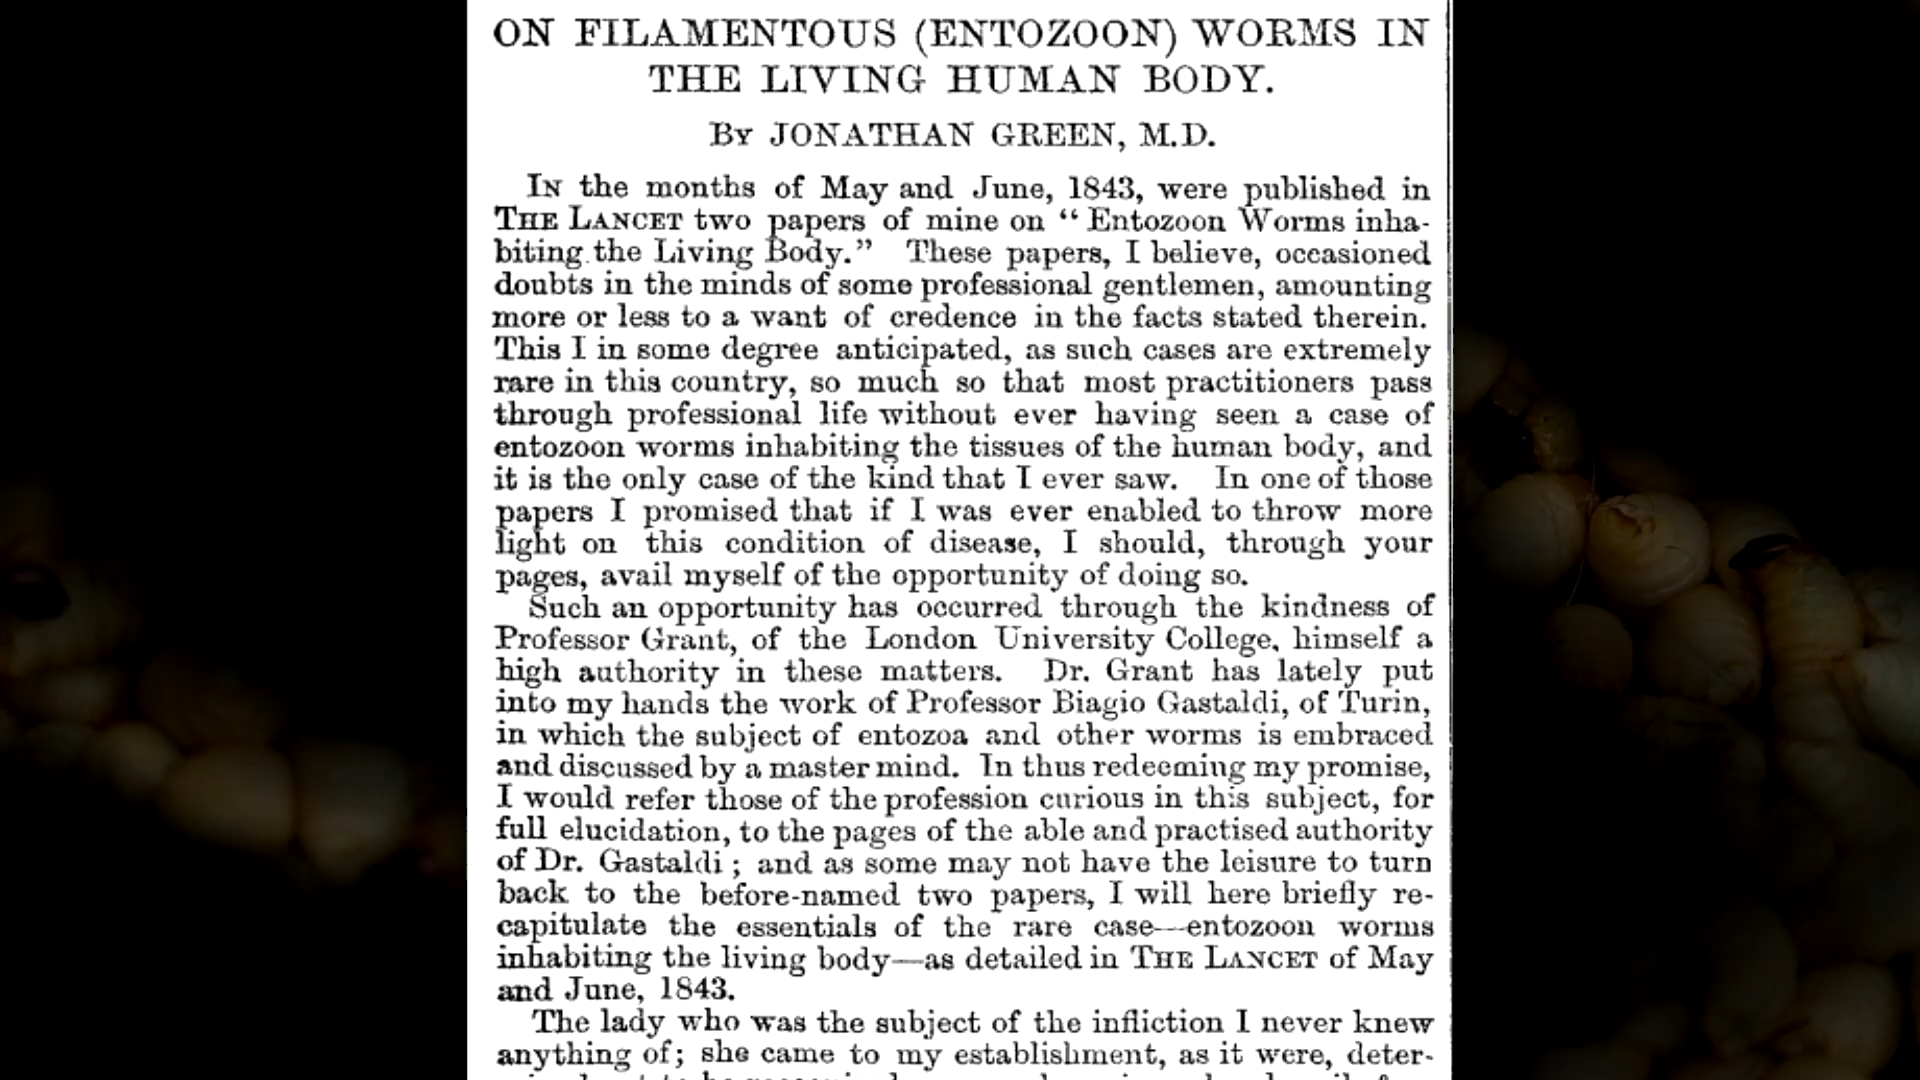 ON FILAMENTOUS (ENTOZOON) WORMS IN
THE LIVING HUMAN BODY.
BY JONATHAN GREEN, M.D.
IN the months of May and June, 1843, were published in
THE LANCET two papers of mine on “ Entozoon Worms inha-
biting the Living Body.” These papers, I believe, occasioned
doubts in the minds of some professional gentlemen, amounting
more or less to a want of credence in the facts stated therein.
This I in some degree anticipated, as such cases are extremely
rare in this country, so much so that most practitioners pass
through professional life without ever having seen a case of
entozoon worms inhabiting the tissues of the human body, and
it is the only case of the kind that I ever saw. In one of those
papers I promised that if I was ever enabled to throw more
light on this condition of disease, I should, through your
pages, avail myself of the opportunity of doing so.
Such an opportunity has occurred through the kindness of
Professor Grant, of the London University College, himself a
high authority in these matters. Dr. Grant has lately put
into my hands the work of Professor Biagio Gastaldi, of Turin,
in which the subject of entozoa and other worms is embraced
and discussed by a master mind. In thus redeeming my promise,
I would refer those of the profession curious in this subject, for
full elucidation, to the pages of the able and practised authority
of Dr. Gastaldi ; and as some may not have the leisure to turn
back to the before-named two papers, I will here briefly re-
capitulate the essentials of the rare case—entozoon worms
inhabiting the living body—as detailed in THE LANCET of May
and June, 1843.
The lady who was the subject of the infliction I never knew
anything of; she came to my establishment, as it were, deter-